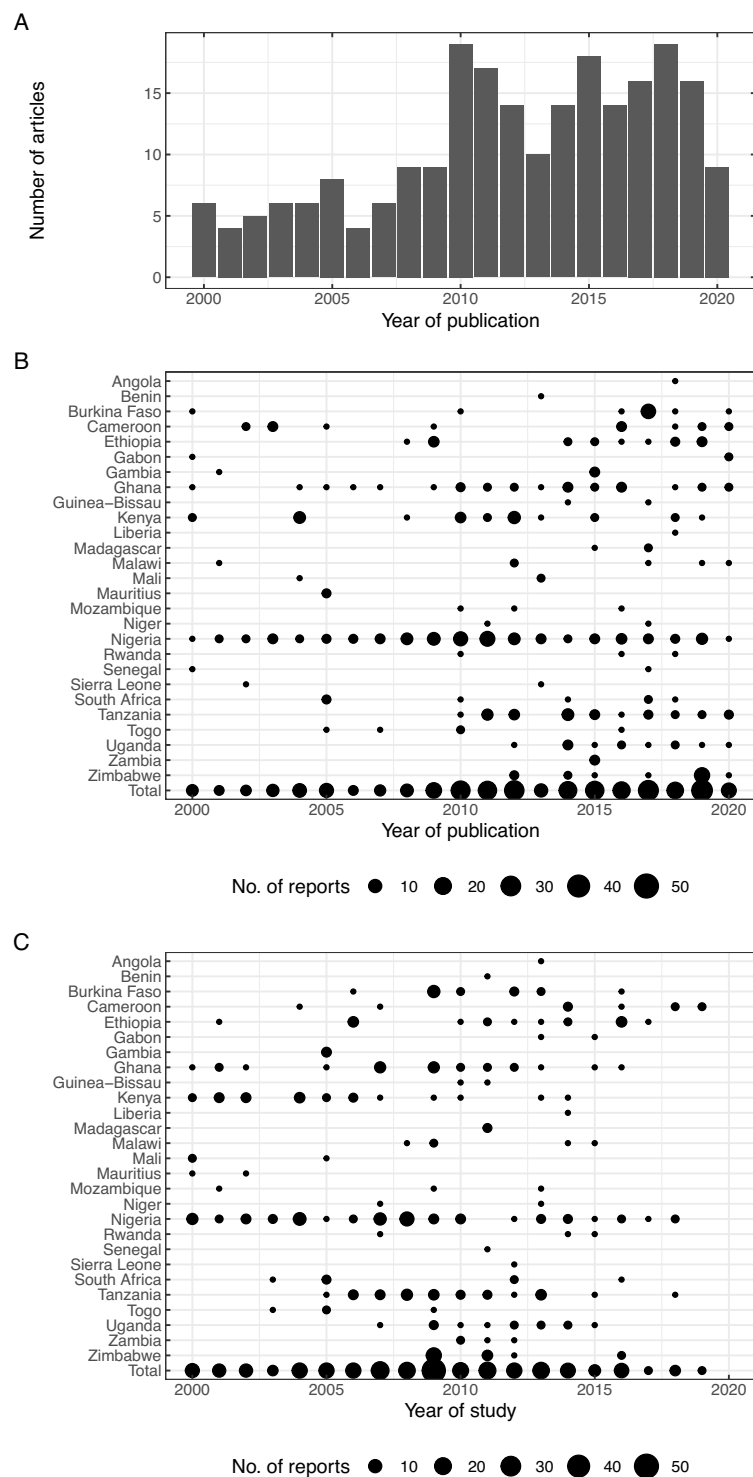 A
Number of articles
15
10
5
0
2000 2005 2010 2015 2020
Year of publication
B
Angola
Benin
Burkina Faso
Cameroon
Ethiopia
Gabon
Gambia
Ghana
Guinea−Bissau
Kenya
Liberia
Madagascar
Malawi
Mali
Mauritius
Mozambique
Niger
Nigeria
Rwanda
Senegal
Sierra Leone
South Africa
Tanzania
Togo
Uganda
Zambia
Zimbabwe
Total
2000 2005 2010 2015 2020
Year of publication
No. of reports 10 20 30 40 50
C
Angola
Benin
Burkina Faso
Cameroon
Ethiopia
Gabon
Gambia
Ghana
Guinea−Bissau
Kenya
Liberia
Madagascar
Malawi
Mali
Mauritius
Mozambique
Niger
Nigeria
Rwanda
Senegal
Sierra Leone
South Africa
Tanzania
Togo
Uganda
Zambia
Zimbabwe
Total
2000 2005 2010 2015 2020
Year of study
No. of reports 10 20 30 40 50